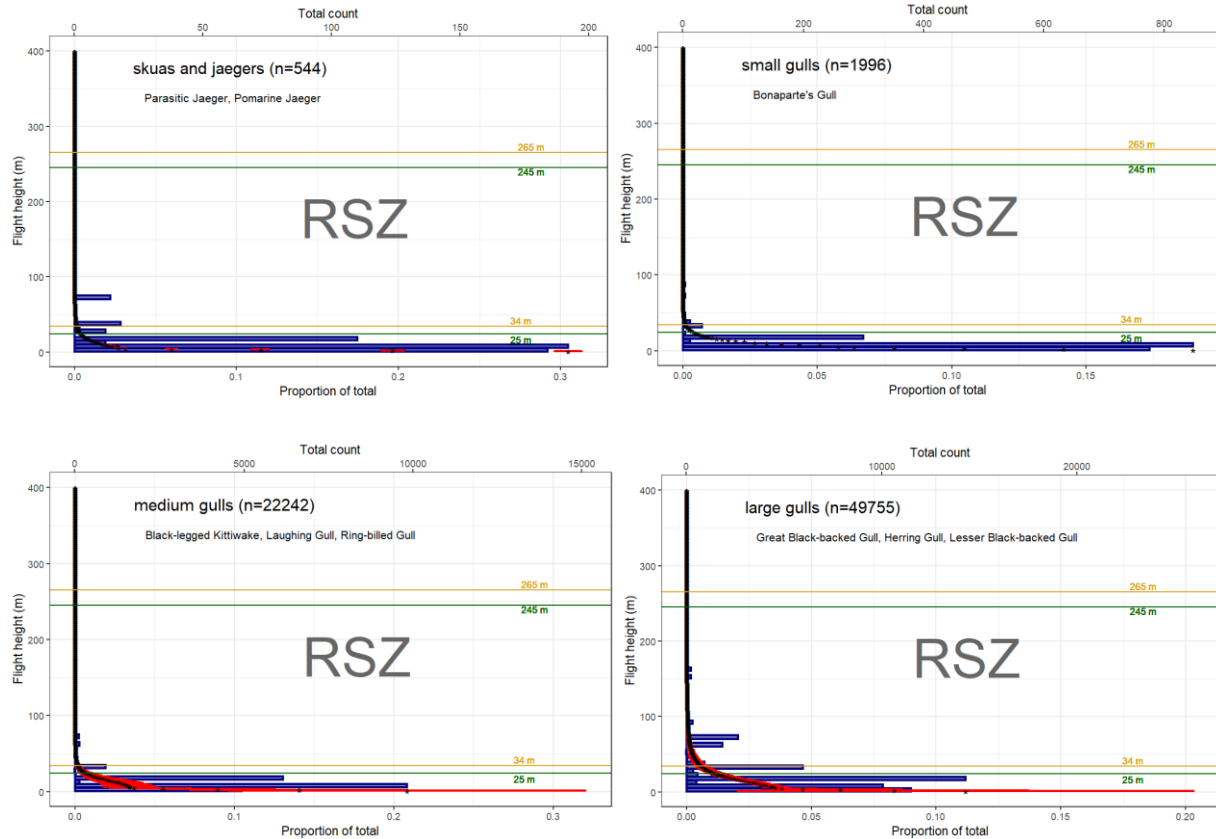 Total count
0 50 100 150 200
skuas and jaegers (n=544)
Parasitic Jaeger, Pomarine Jaeger
265 m
245 m
RSZ
34 m
25 m
Flight height (m)
400
300
200
100
0
0.0 0.1 0.2 0.3
Proportion of total
Total count
0 200 400 600 800
small gulls (n=1996)
Bonaparte's Gull
265 m
245 m
RSZ
34 m
25 m
Flight height (m)
400
300
200
100
0
0.00 0.05 0.10 0.15
Proportion of total
Total count
0 5000 10000 15000
medium gulls (n=22242)
Black-legged Kittiwake, Laughing Gull, Ring-billed Gull
265 m
245 m
RSZ
34 m
25 m
Flight height (m)
400
300
200
100
0
0.0 0.1 0.2 0.3
Proportion of total
Total count
0 10000 20000
large gulls (n=49755)
Great Black-backed Gull, Herring Gull, Lesser Black-backed Gull
265 m
245 m
RSZ
34 m
25 m
Flight height (m)
400
300
200
100
0
0.00 0.05 0.10 0.15 0.20
Proportion of total